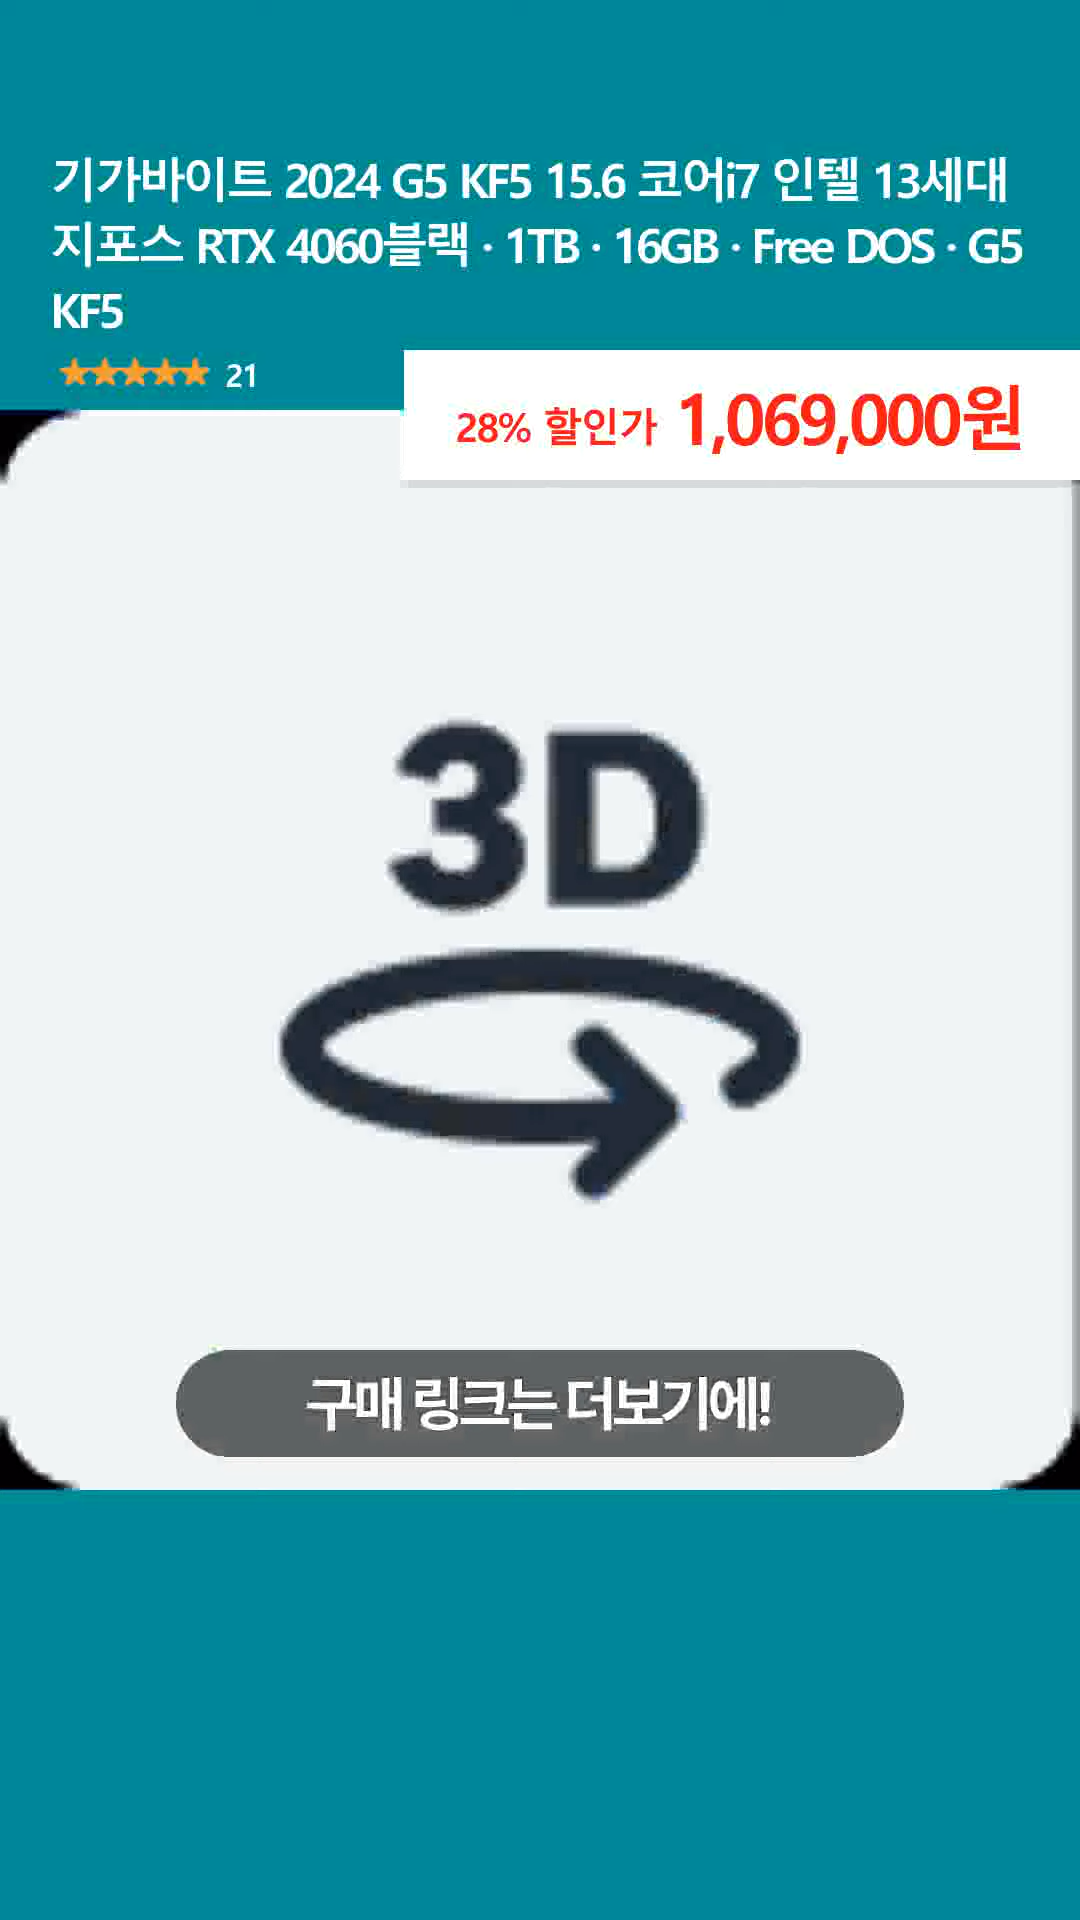 기가바이트 2024 G5 KF5 15.6 코어i7 인텔 13세대
지포스 RTX 4060블랙 · 1TB · 16GB · Free DOS · G5
KF5
★★★★★ 21
28% 할인가 1,069,000원
3D
구매 링크는 더보기에!